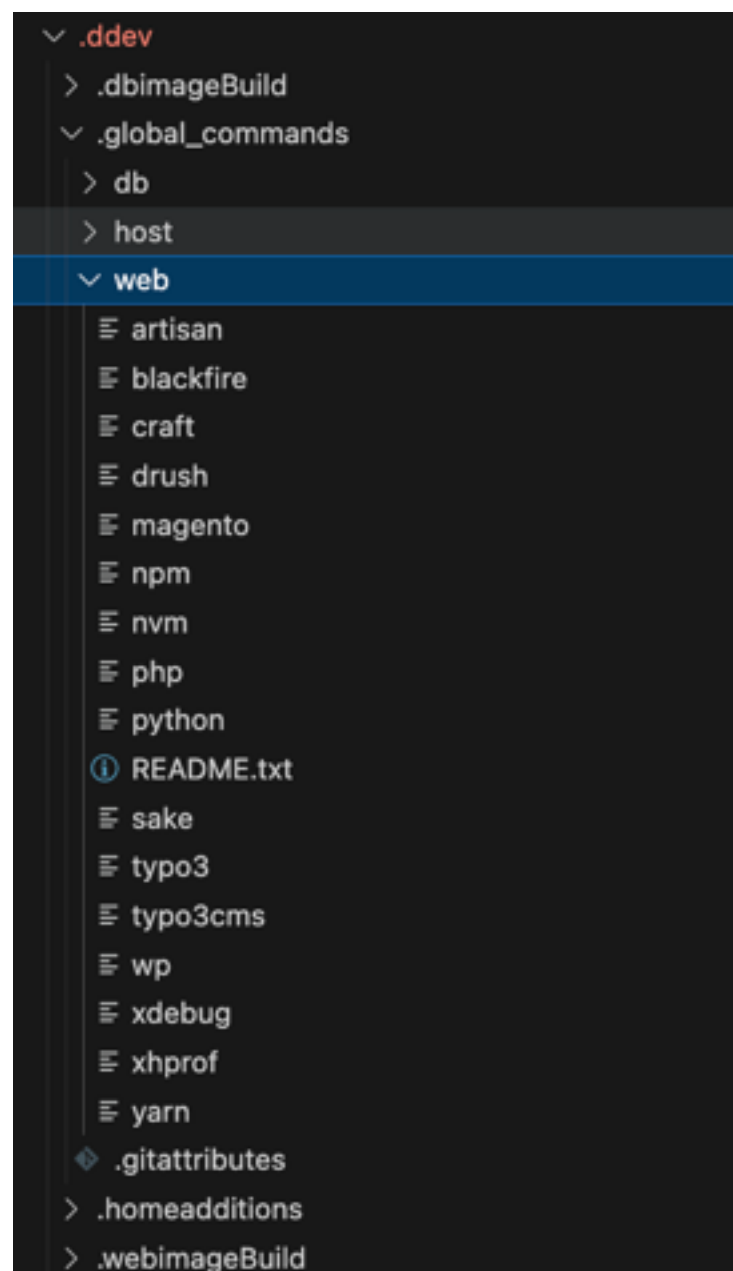 .ddev
.dbimageBuild
.global_commands
db
host
web
artisan
blackfire
craft
drush
magento
npm
nvm
php
python
README.txt
sake
typo3
typo3cms
wp
xdebug
xhprof
yarn
.gitattributes
.homeadditions
.webimageBuild